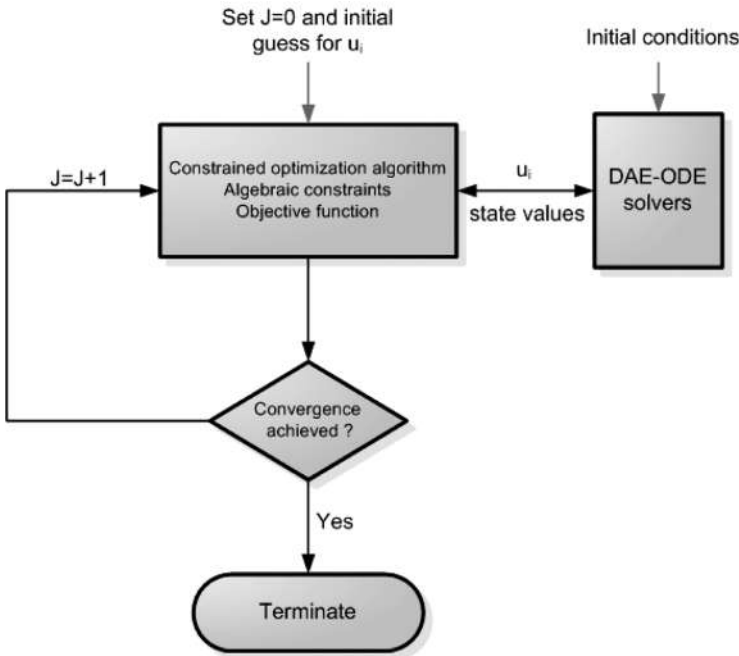 Set J=0 and initial
guess for uᵢ
Initial conditions
J=J+1
Constrained optimization algorithm
Algebraic constraints
Objective function
uᵢ
state values
DAE-ODE
solvers
Convergence
achieved ?
Yes
Terminate